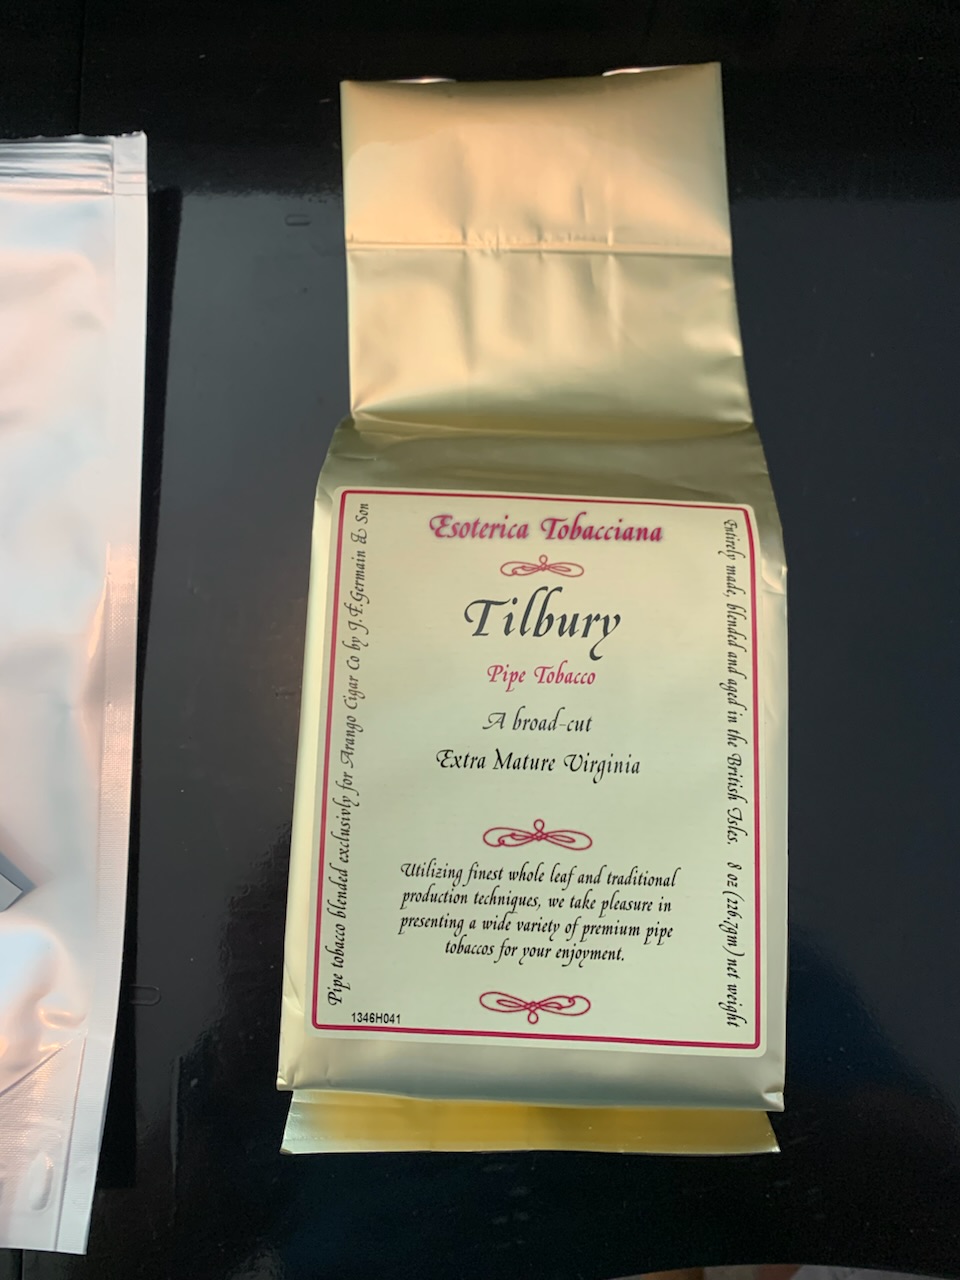 Esoterica Tobacciana
Tilbury
Pipe Tobacco
A broad-cut
Extra Mature Virginia
Utilizing finest whole leaf and traditional
production techniques, we take pleasure in
presenting a wide variety of premium pipe
tobaccos for your enjoyment.
1346H041
Pipe tobacco blended exclusivly for Arango Cigar Co by J.F.Germain & Son
Entirely made, blended and aged in the British Isles. 8 oz (226.7gm) net weight